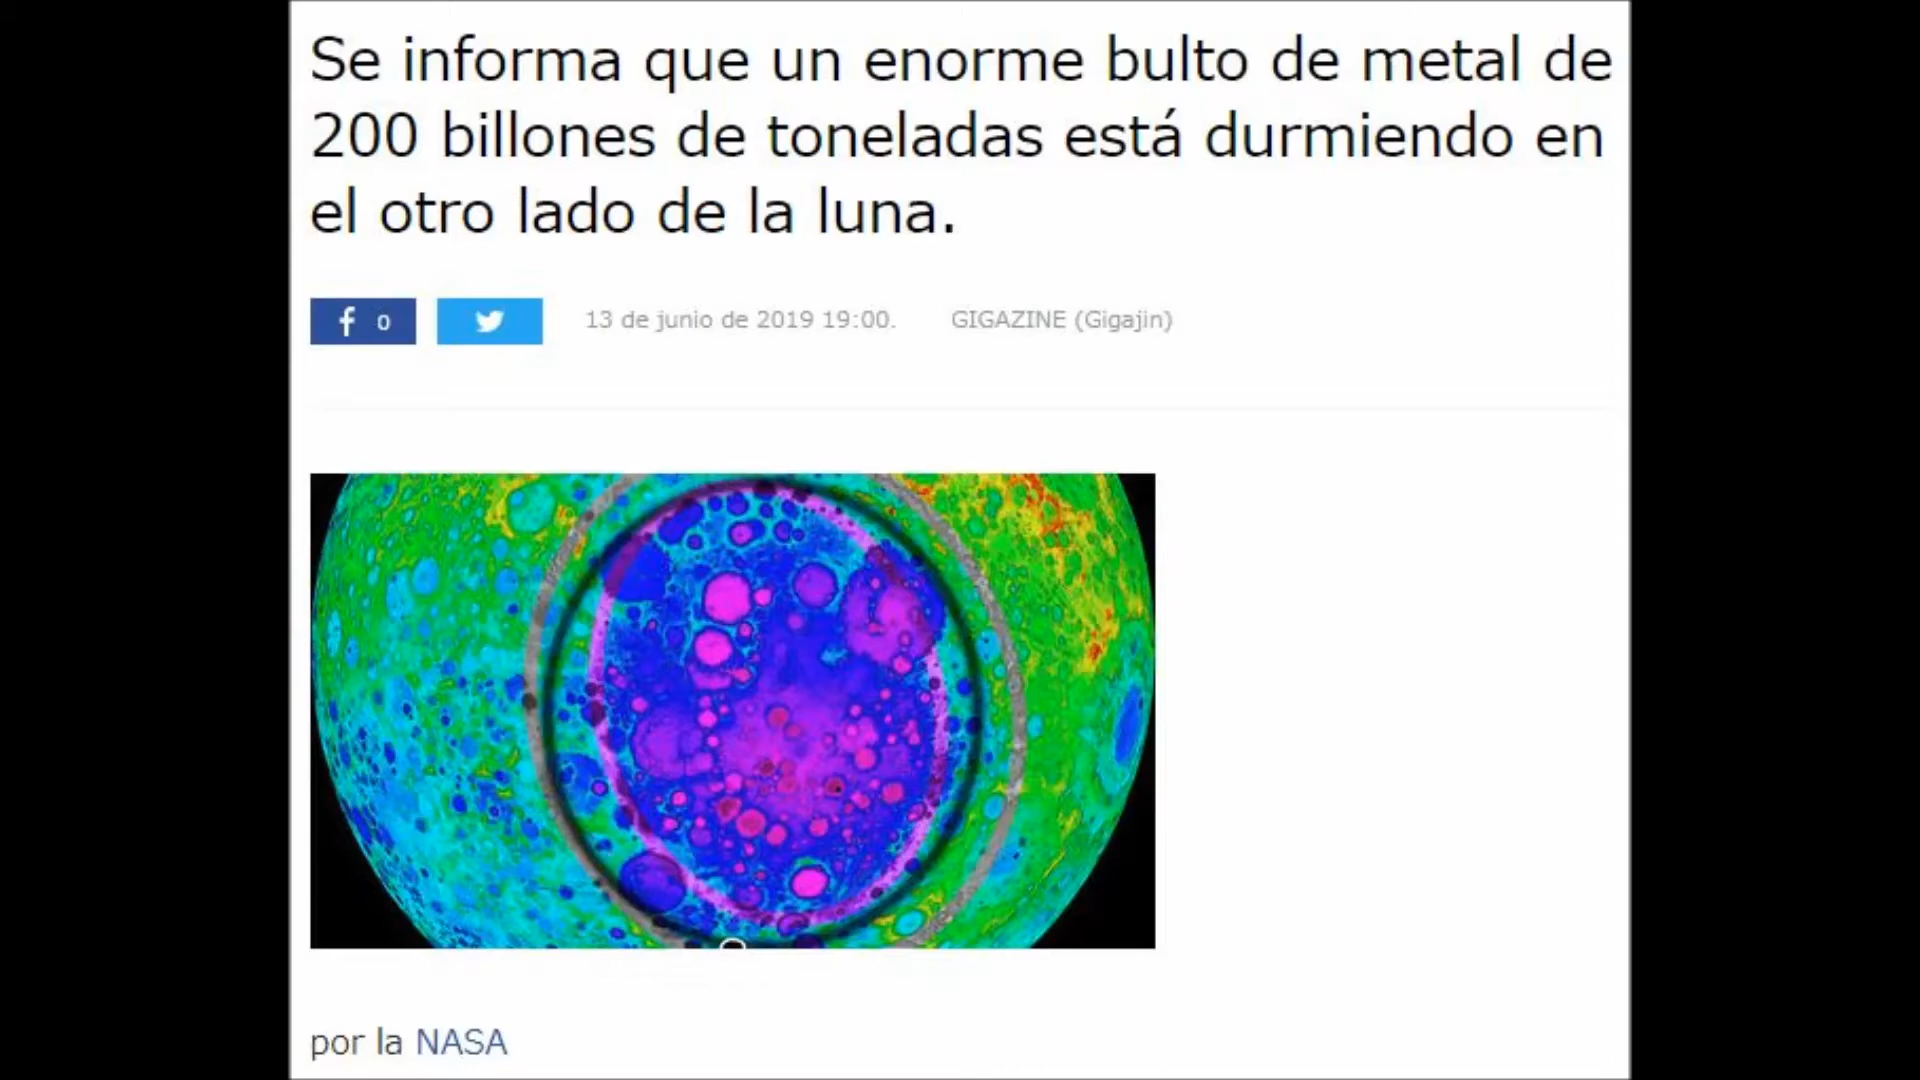 Se informa que un enorme bulto de metal de
200 billones de toneladas está durmiendo en
el otro lado de la luna.
f 0
13 de junio de 2019 19:00. GIGAZINE (Gigajin)
por la NASA